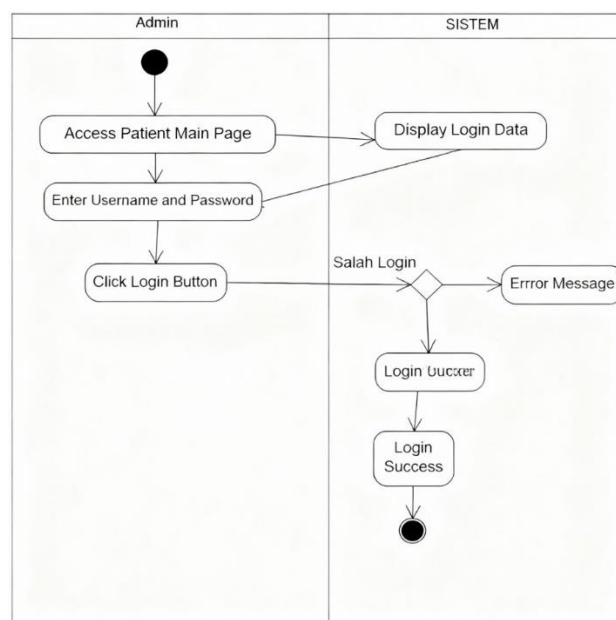 Admin
SISTEM
Access Patient Main Page
Display Login Data
Enter Username and Password
Click Login Button
Salah Login
Errror Message
Login
Login
Success